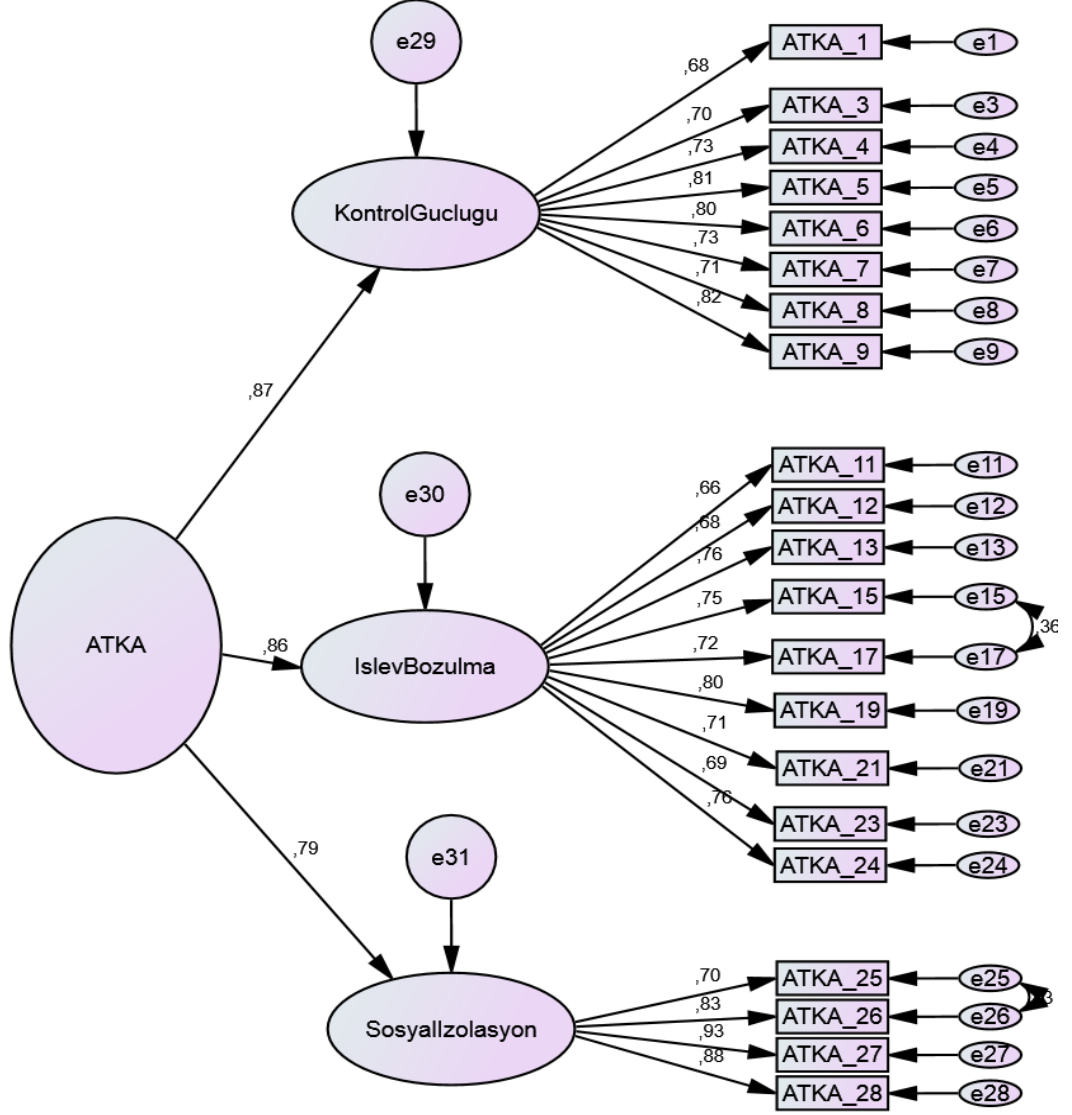 e29
ATKA_1
e1
,68
ATKA_3
e3
,70
ATKA_4
e4
,73
ATKA_5
e5
,81
KontrolGuclugu
ATKA_6
e6
,80
ATKA_7
e7
,73
ATKA_8
e8
,71
ATKA_9
e9
,82
,87
e30
ATKA_11
e11
,66
ATKA_12
e12
,68
ATKA_13
e13
,76
ATKA_15
e15
,75
,36
ATKA
,86
IslevBozulma
ATKA_17
e17
,72
ATKA_19
e19
,80
ATKA_21
e21
,71
ATKA_23
e23
,69
ATKA_24
e24
,76
,79
e31
ATKA_25
e25
,70
ATKA_26
e26
,83
SosyalIzolasyon
ATKA_27
e27
,93
ATKA_28
e28
,88